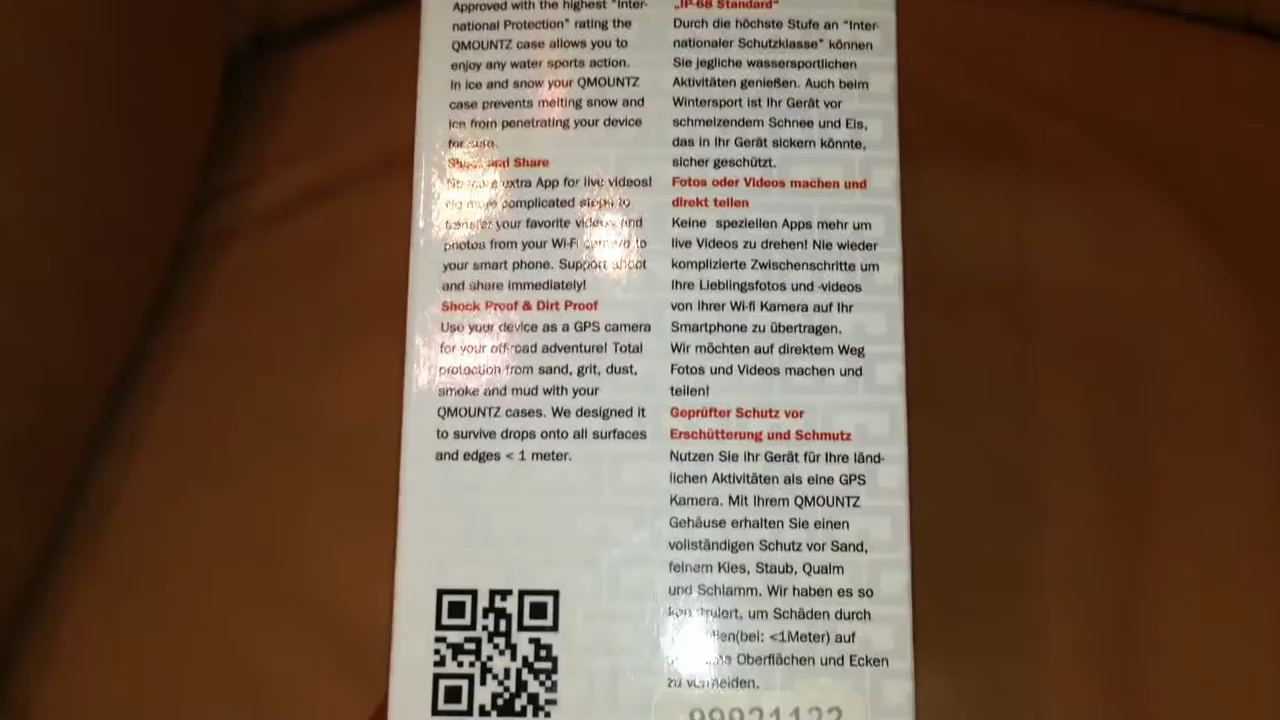 Approved with the highest "Inter-
national Protection" rating the
QMOUNTZ case allows you to
enjoy any water sports action.
In ice and snow your QMOUNTZ
case prevents melting snow and
ice from penetrating your device
for sure.
Shoot and Share
No more extra App for live videos!
No more complicated steps to
transfer your favorite videos and
photos from your Wi-Fi camera to
your smart phone. Support shoot
and share immediately!
Shock Proof & Dirt Proof
Use your device as a GPS camera
for your off-road adventure! Total
protection from sand, grit, dust,
smoke and mud with your
QMOUNTZ cases. We designed it
to survive drops onto all surfaces
and edges < 1 meter.
„IP-68 Standard"
Durch die höchste Stufe an "Inter-
nationaler Schutzklasse" können
Sie jegliche wassersportlichen
Aktivitäten genießen. Auch beim
Wintersport ist Ihr Gerät vor
schmelzendem Schnee und Eis,
das in Ihr Gerät sickern könnte,
sicher geschützt.
Fotos oder Videos machen und
direkt teilen
Keine speziellen Apps mehr um
live Videos zu drehen! Nie wieder
komplizierte Zwischenschritte um
Ihre Lieblingsfotos und -videos
von Ihrer Wi-fi Kamera auf Ihr
Smartphone zu übertragen.
Wir möchten auf direktem Weg
Fotos und Videos machen und
teilen!
Geprüfter Schutz vor
Erschütterung und Schmutz
Nutzen Sie ihr Gerät für Ihre länd-
lichen Aktivitäten als eine GPS
Kamera. Mit Ihrem QMOUNTZ
Gehäuse erhalten Sie einen
vollständigen Schutz vor Sand,
feinem Kies, Staub, Qualm
und Schlamm. Wir haben es so
konstruiert, um Schäden durch
(bei: <1Meter) auf
Oberflächen und Ecken
zu vermeiden.
99921122